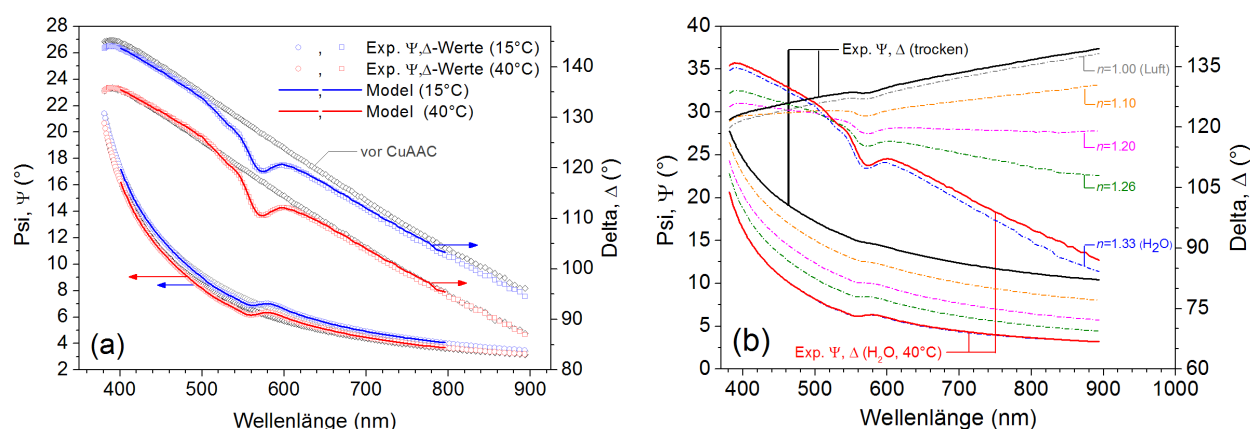 28
26
24
22
20
18
16
14
12
10
8
6
4
2
Psi, Ψ (°)
400 500 600 700 800 900
Wellenlänge (nm)
140
130
120
110
100
90
80
Delta, Δ (°)
, Exp. Ψ,Δ-Werte (15°C)
, Exp. Ψ,Δ-Werte (40°C)
, Model (15°C)
, Model (40°C)
vor CuAAC
(a)
40
35
30
25
20
15
10
5
0
Psi, Ψ (°)
400 500 600 700 800 900 1000
Wellenlänge (nm)
135
120
105
90
75
60
Delta, Δ (°)
Exp. Ψ, Δ (trocken)
n=1.00 (Luft)
n=1.10
n=1.20
n=1.26
n=1.33 (H2O)
Exp. Ψ, Δ (H2O, 40°C)
(b)